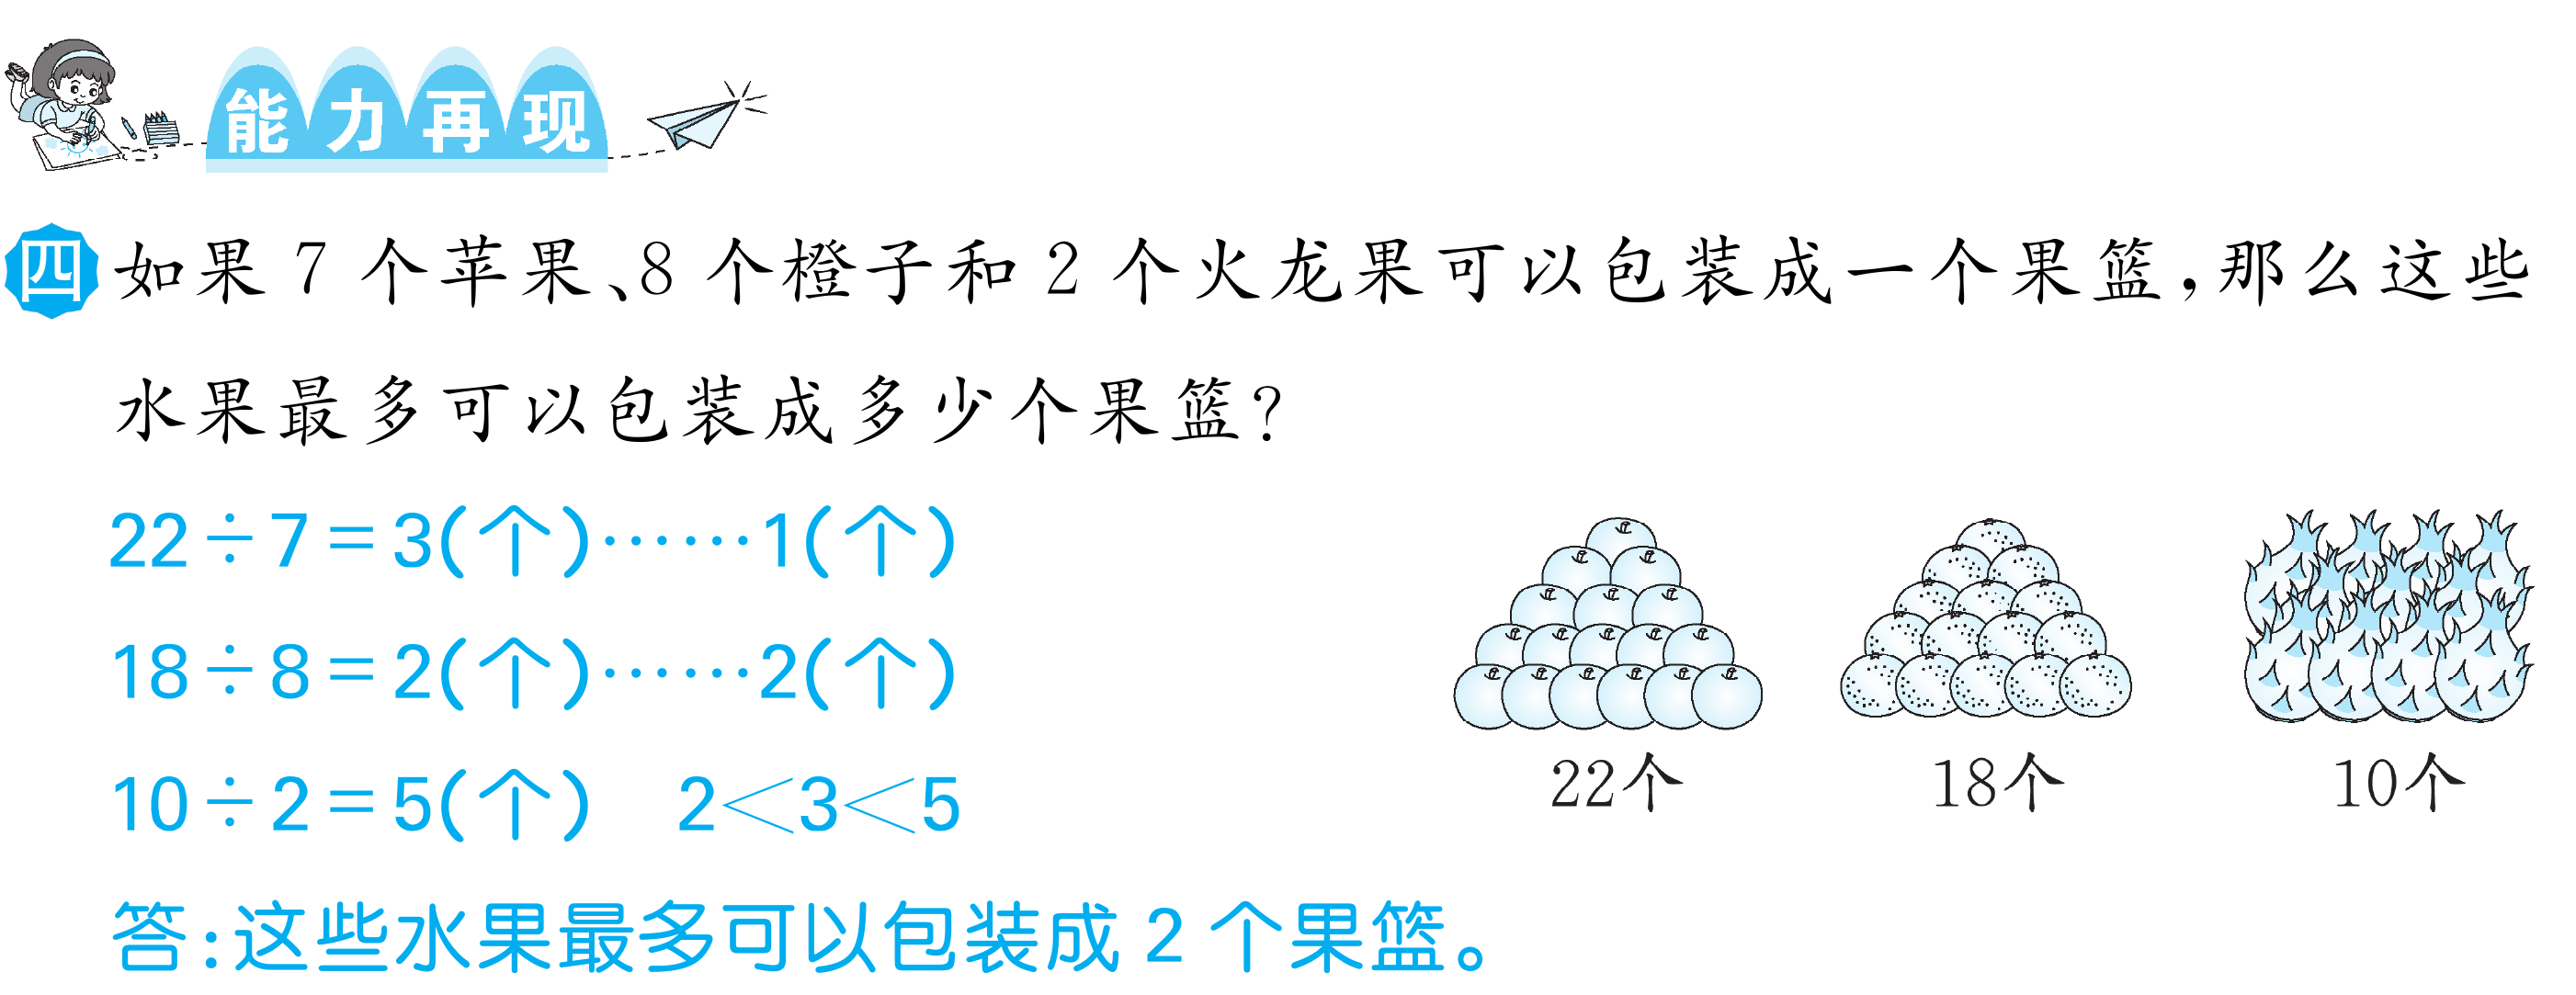 能力再现
四 如果 7 个苹果、8 个橙子和 2 个火龙果可以包装成一个果篮,那么这些
水果最多可以包装成多少个果篮?
22÷7=3(个)……1(个)
18÷8=2(个)……2(个)
10÷2=5(个) 2<3<5
22个 18个 10个
答:这些水果最多可以包装成 2 个果篮。